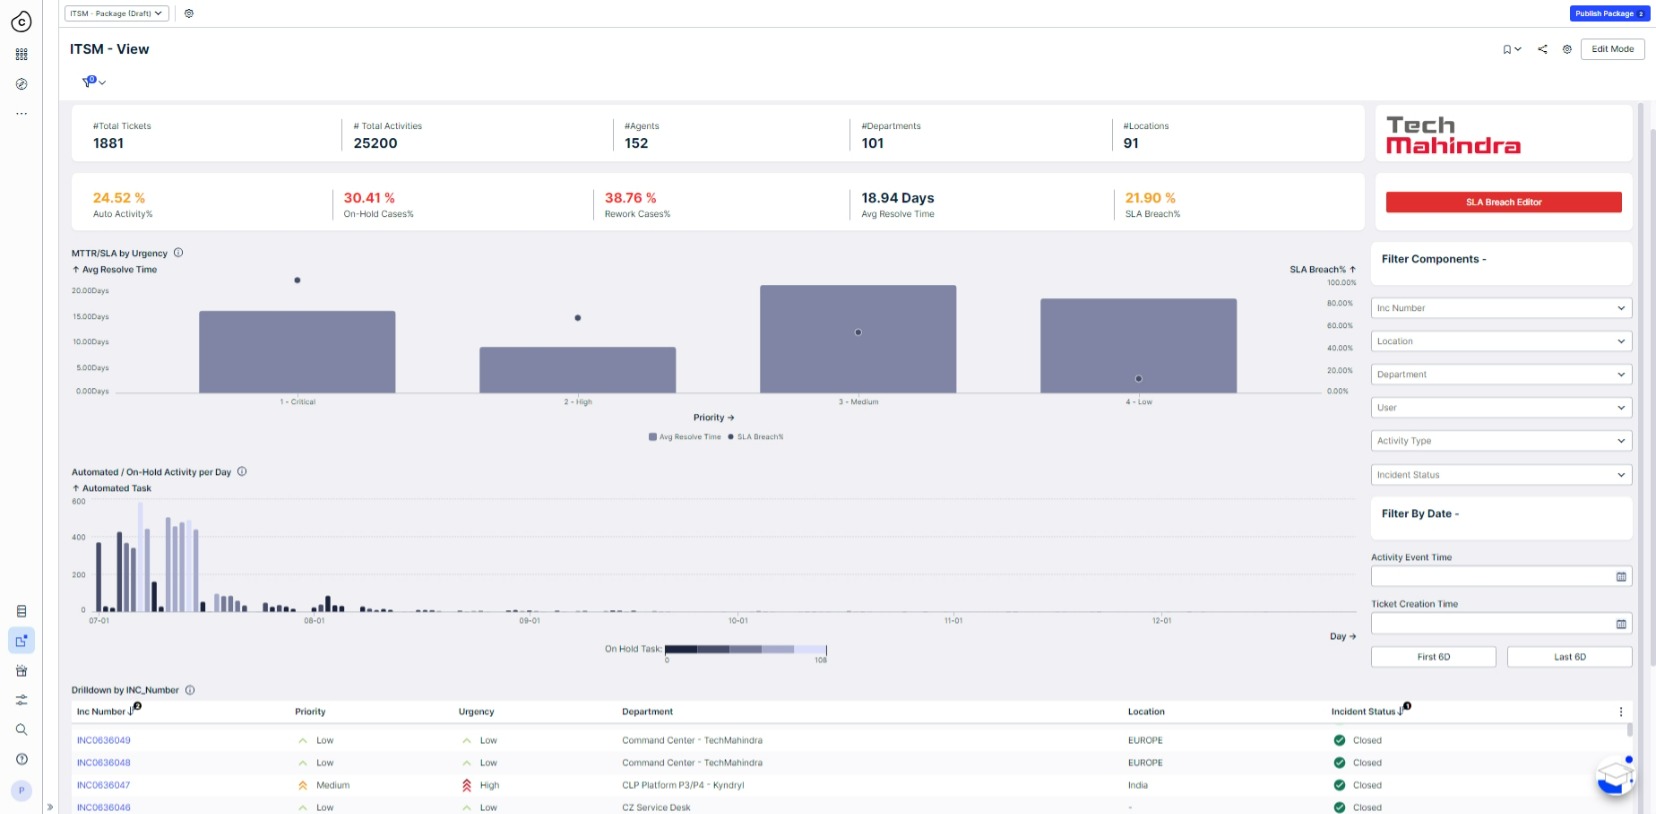 ITSM - Package (Draft)
Publish Package 2
ITSM - View
Edit Mode
0
#Total Tickets
1881
# Total Activities
25200
#Agents
152
#Departments
101
#Locations
91
Tech
Mahindra
24.52 %
Auto Activity%
30.41 %
On-Hold Cases%
38.76 %
Rework Cases%
18.94 Days
Avg Resolve Time
21.90 %
SLA Breach%
SLA Breach Editor
MTTR/SLA by Urgency
↑ Avg Resolve Time
SLA Breach% ↑
20.00Days
15.00Days
10.00Days
5.00Days
0.00Days
100.00%
80.00%
60.00%
40.00%
20.00%
0.00%
1 - Critical
2 - High
3 - Medium
4 - Low
Priority →
Avg Resolve Time
SLA Breach%
Filter Components -
Inc Number
Location
Department
User
Activity Type
Incident Status
Filter By Date -
Activity Event Time
Ticket Creation Time
First 6D
Last 6D
Automated / On-Hold Activity per Day
↑ Automated Task
600
400
200
0
07-01
08-01
09-01
10-01
11-01
12-01
Day →
On Hold Task:
0
108
Drilldown by INC_Number
Inc Number 2 Priority Urgency Department Location Incident Status 1
INC0636049 Low Low Command Center - TechMahindra EUROPE Closed
INC0636048 Low Low Command Center - TechMahindra EUROPE Closed
INC0636047 Medium High CLP Platform P3/P4 - Kyndryl India Closed
INC0636046 Low Low CZ Service Desk - Closed
C
P